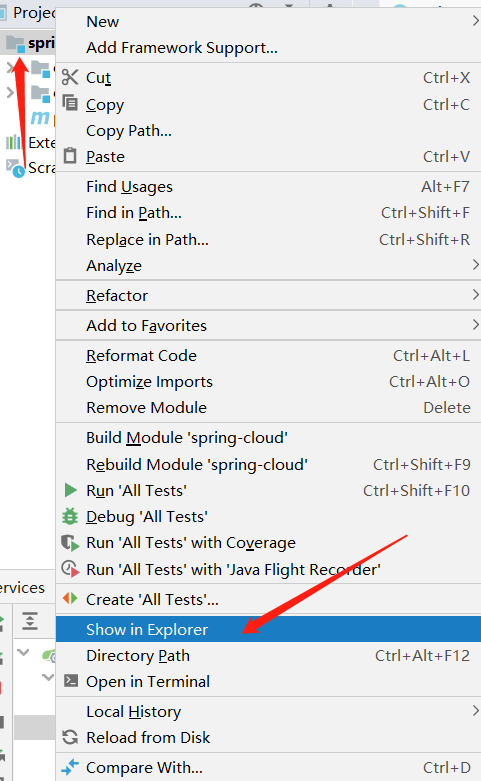 Projec
New
Add Framework Support...
spri
Cut Ctrl+X
Copy Ctrl+C
Copy Path...
m
Paste Ctrl+V
Exte
Scra
Find Usages Alt+F7
Find in Path... Ctrl+Shift+F
Replace in Path... Ctrl+Shift+R
Analyze
Refactor
Add to Favorites
Reformat Code Ctrl+Alt+L
Optimize Imports Ctrl+Alt+O
Remove Module Delete
Build Module 'spring-cloud'
Rebuild Module 'spring-cloud' Ctrl+Shift+F9
Run 'All Tests' Ctrl+Shift+F10
Debug 'All Tests'
Run 'All Tests' with Coverage
Run 'All Tests' with 'Java Flight Recorder'
ervices
Create 'All Tests'...
Show in Explorer
Directory Path Ctrl+Alt+F12
Open in Terminal
Local History
Reload from Disk
Compare With... Ctrl+D